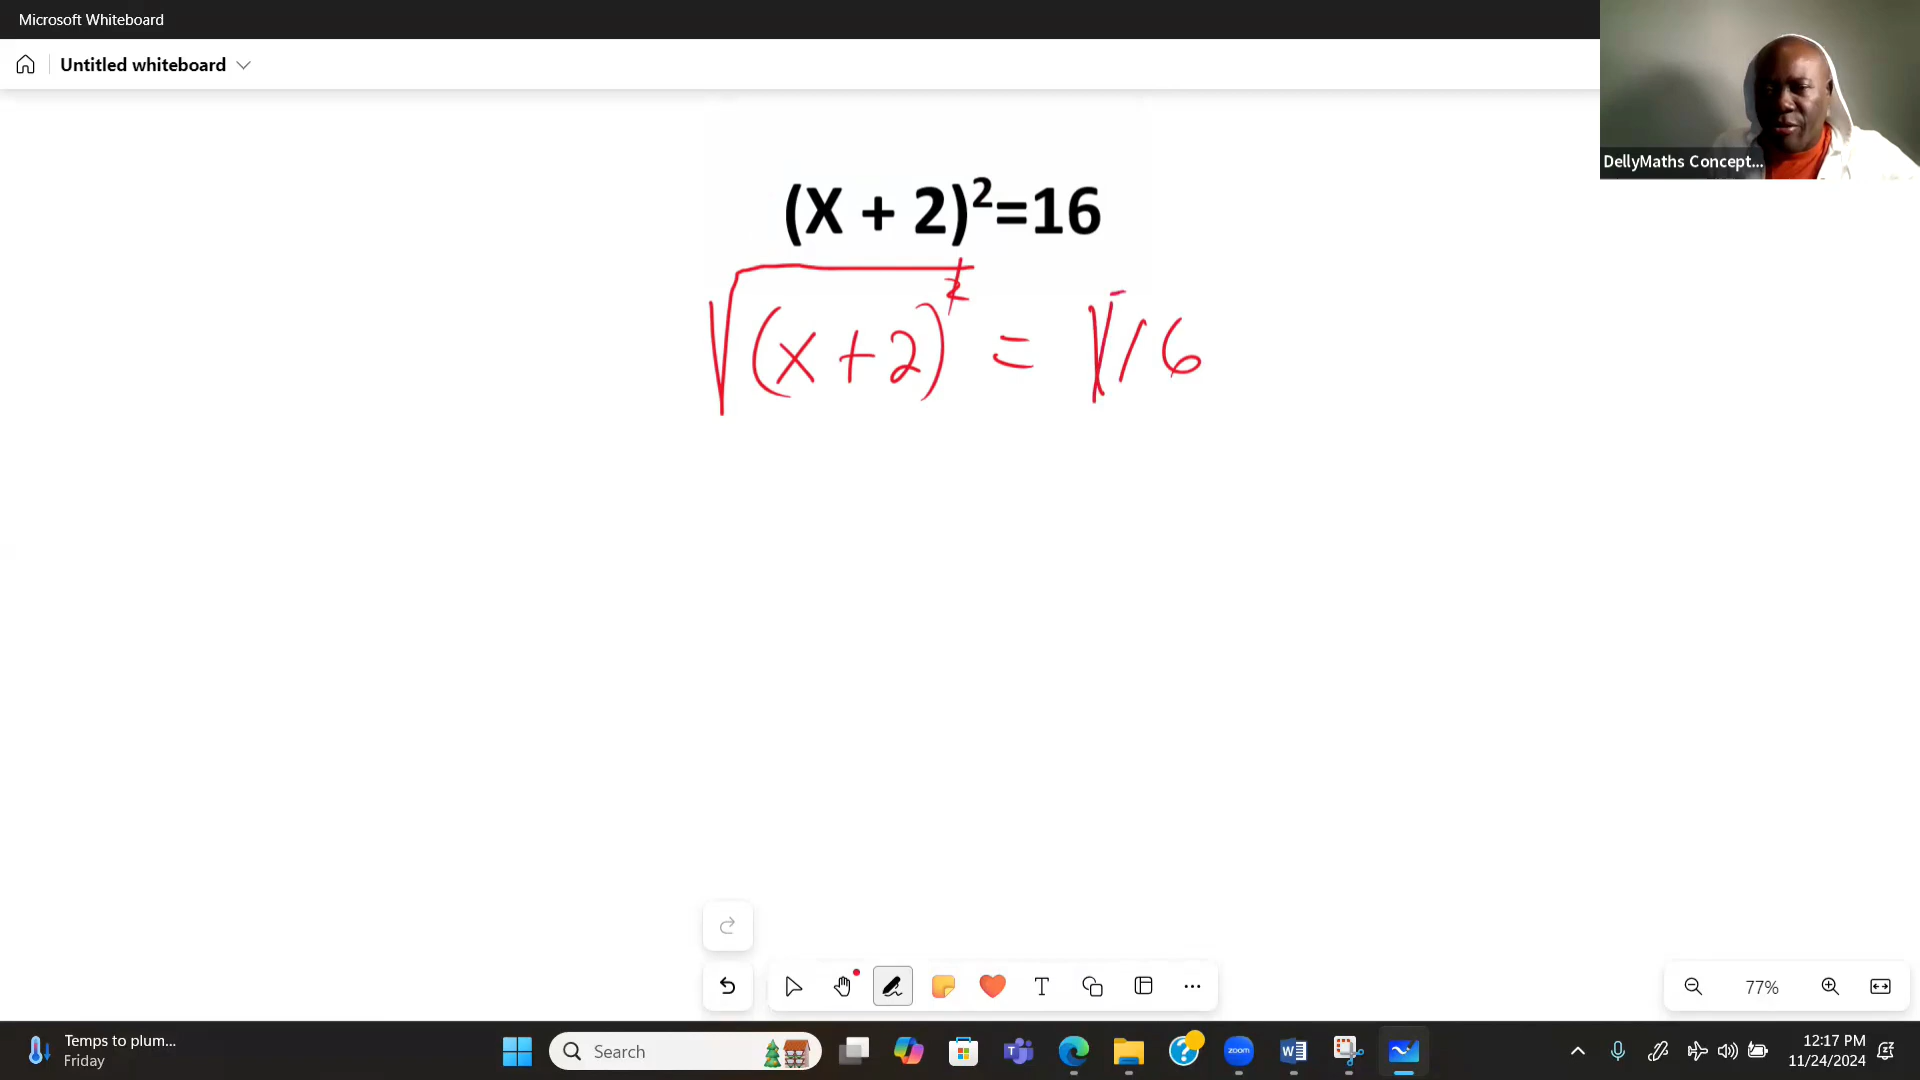 Microsoft Whiteboard
Untitled whiteboard
DellyMaths Concept...
(X + 2)²=16
√(x+2)² = √16
77%
Temps to plum...
Friday
Search
zoom
12:17 PM
11/24/2024